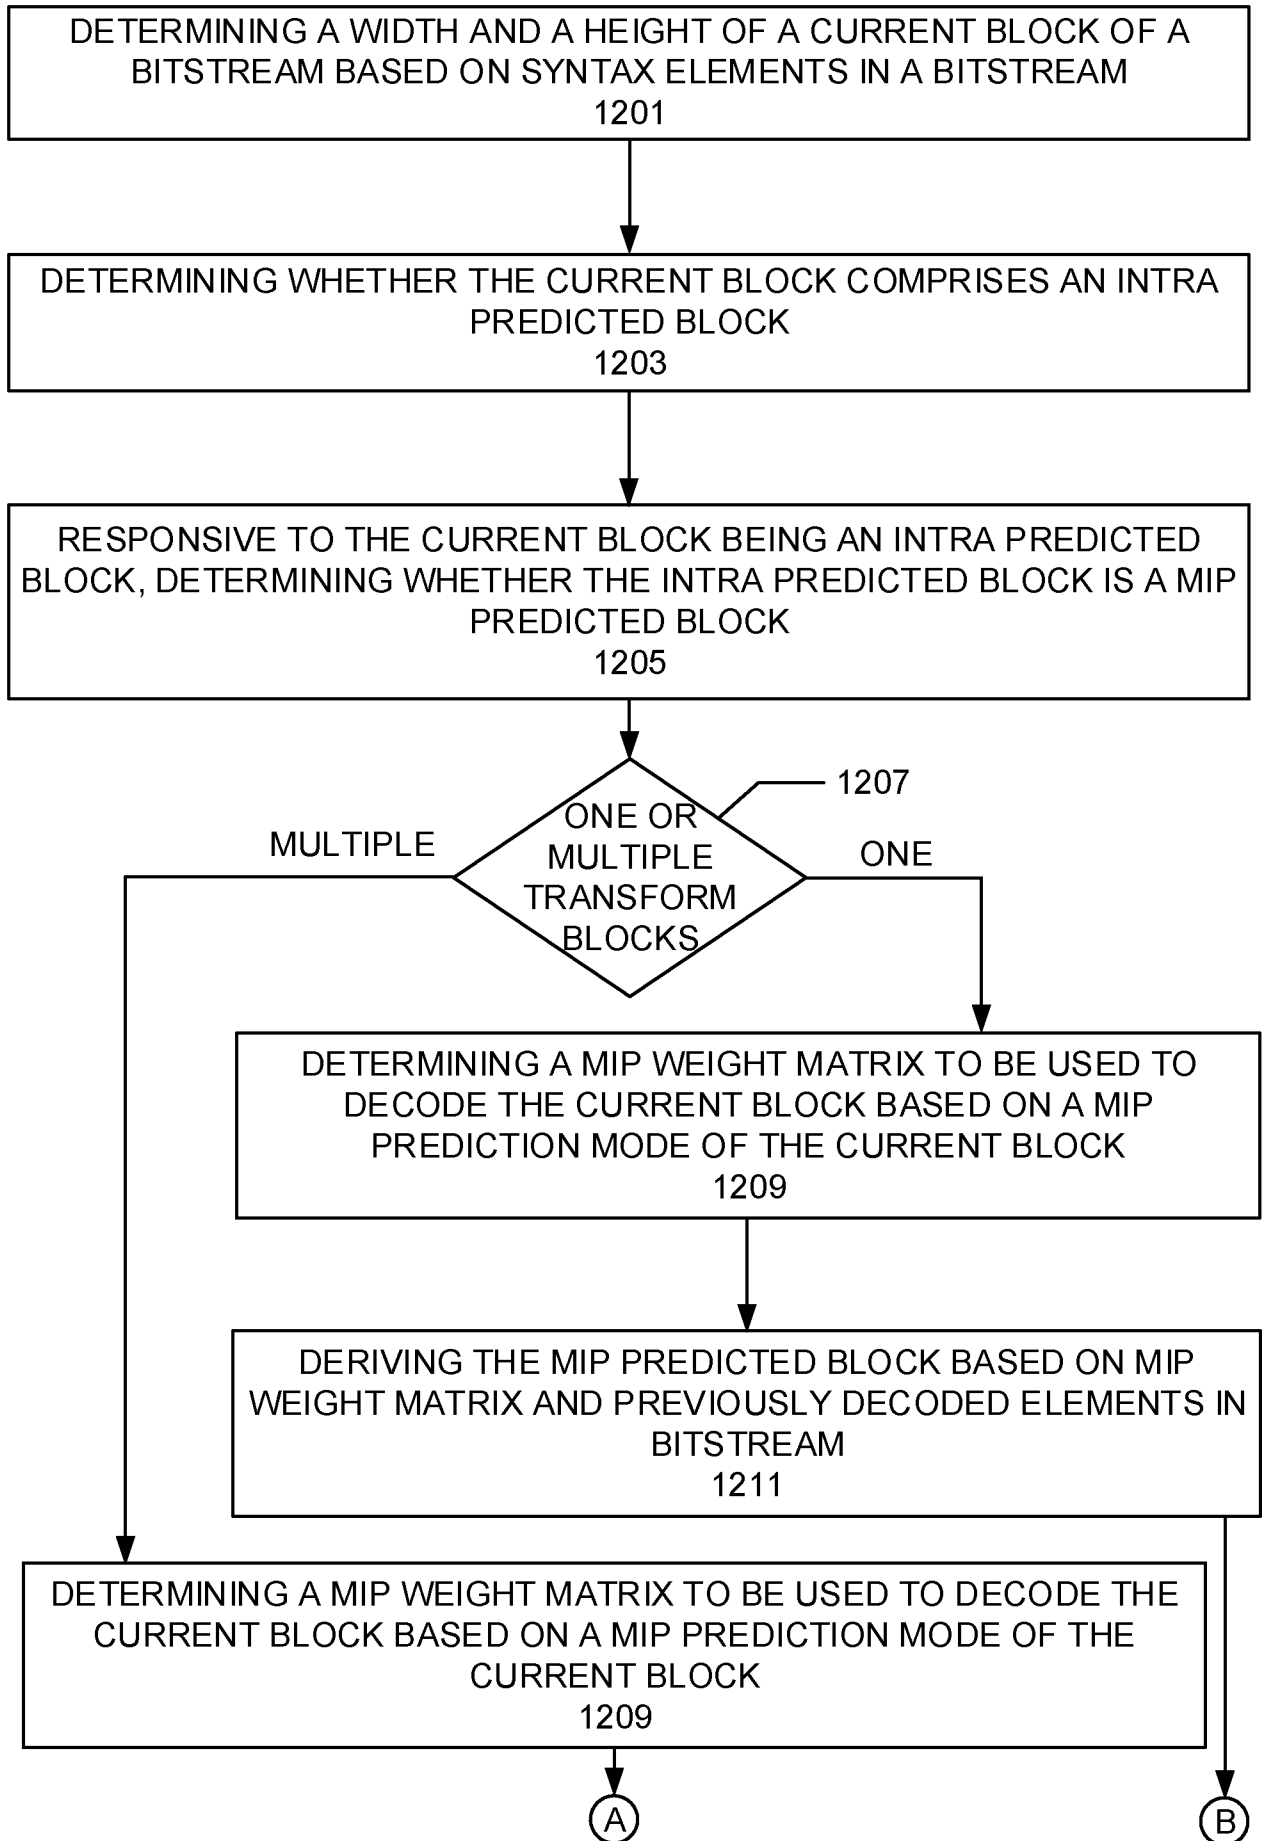 DETERMINING A WIDTH AND A HEIGHT OF A CURRENT BLOCK OF A
BITSTREAM BASED ON SYNTAX ELEMENTS IN A BITSTREAM
1201
DETERMINING WHETHER THE CURRENT BLOCK COMPRISES AN INTRA
PREDICTED BLOCK
1203
RESPONSIVE TO THE CURRENT BLOCK BEING AN INTRA PREDICTED
BLOCK, DETERMINING WHETHER THE INTRA PREDICTED BLOCK IS A MIP
PREDICTED BLOCK
1205
1207
ONE OR
MULTIPLE
TRANSFORM
BLOCKS
MULTIPLE
ONE
DETERMINING A MIP WEIGHT MATRIX TO BE USED TO
DECODE THE CURRENT BLOCK BASED ON A MIP
PREDICTION MODE OF THE CURRENT BLOCK
1209
DERIVING THE MIP PREDICTED BLOCK BASED ON MIP
WEIGHT MATRIX AND PREVIOUSLY DECODED ELEMENTS IN
BITSTREAM
1211
DETERMINING A MIP WEIGHT MATRIX TO BE USED TO DECODE THE
CURRENT BLOCK BASED ON A MIP PREDICTION MODE OF THE
CURRENT BLOCK
1209
A
B